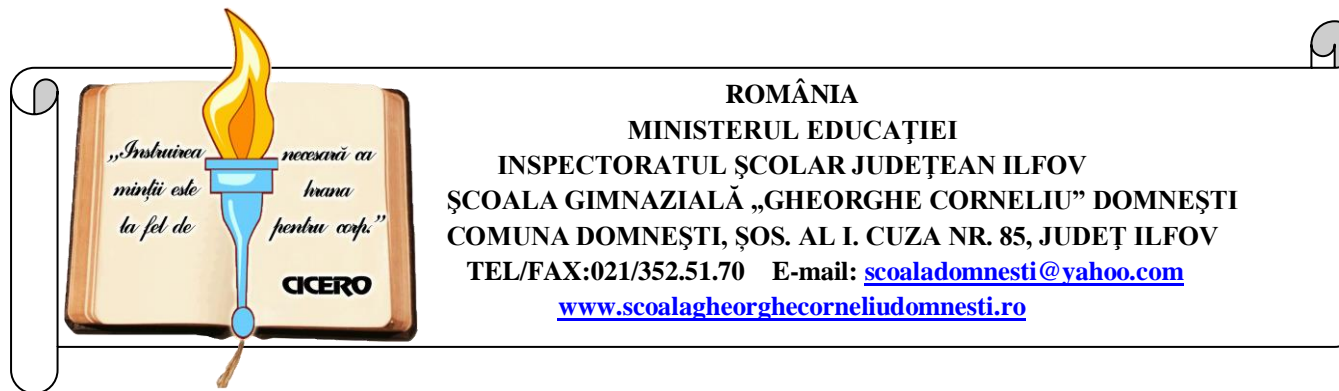 „Instruirea necesară ca
minţii este hrana
la fel de pentru corp.”
CICERO
ROMÂNIA
MINISTERUL EDUCAŢIEI
INSPECTORATUL ŞCOLAR JUDEŢEAN ILFOV
ŞCOALA GIMNAZIALĂ „GHEORGHE CORNELIU” DOMNEŞTI
COMUNA DOMNEŞTI, ȘOS. AL I. CUZA NR. 85, JUDEŢ ILFOV
TEL/FAX:021/352.51.70 E-mail: scoaladomnesti@yahoo.com
www.scoalagheorghecorneliudomnesti.ro